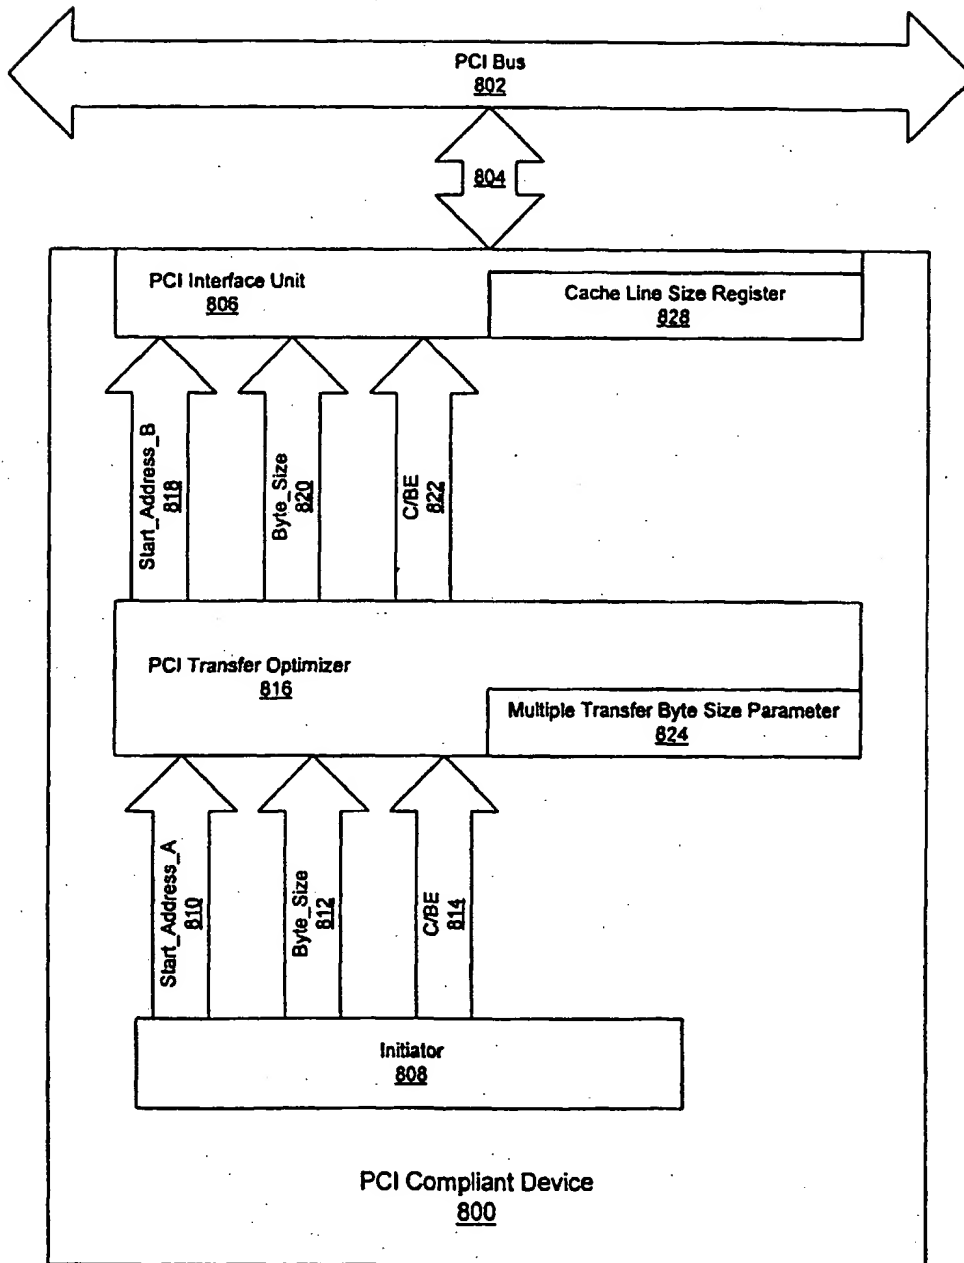 PCI Bus
802
804
PCI Interface Unit
806
Cache Line Size Register
828
Start_Address_B
818
Byte_Size
820
C/BE
822
PCI Transfer Optimizer
816
Multiple Transfer Byte Size Parameter
824
Start_Address_A
810
Byte_Size
812
C/BE
814
Initiator
808
PCI Compliant Device
800